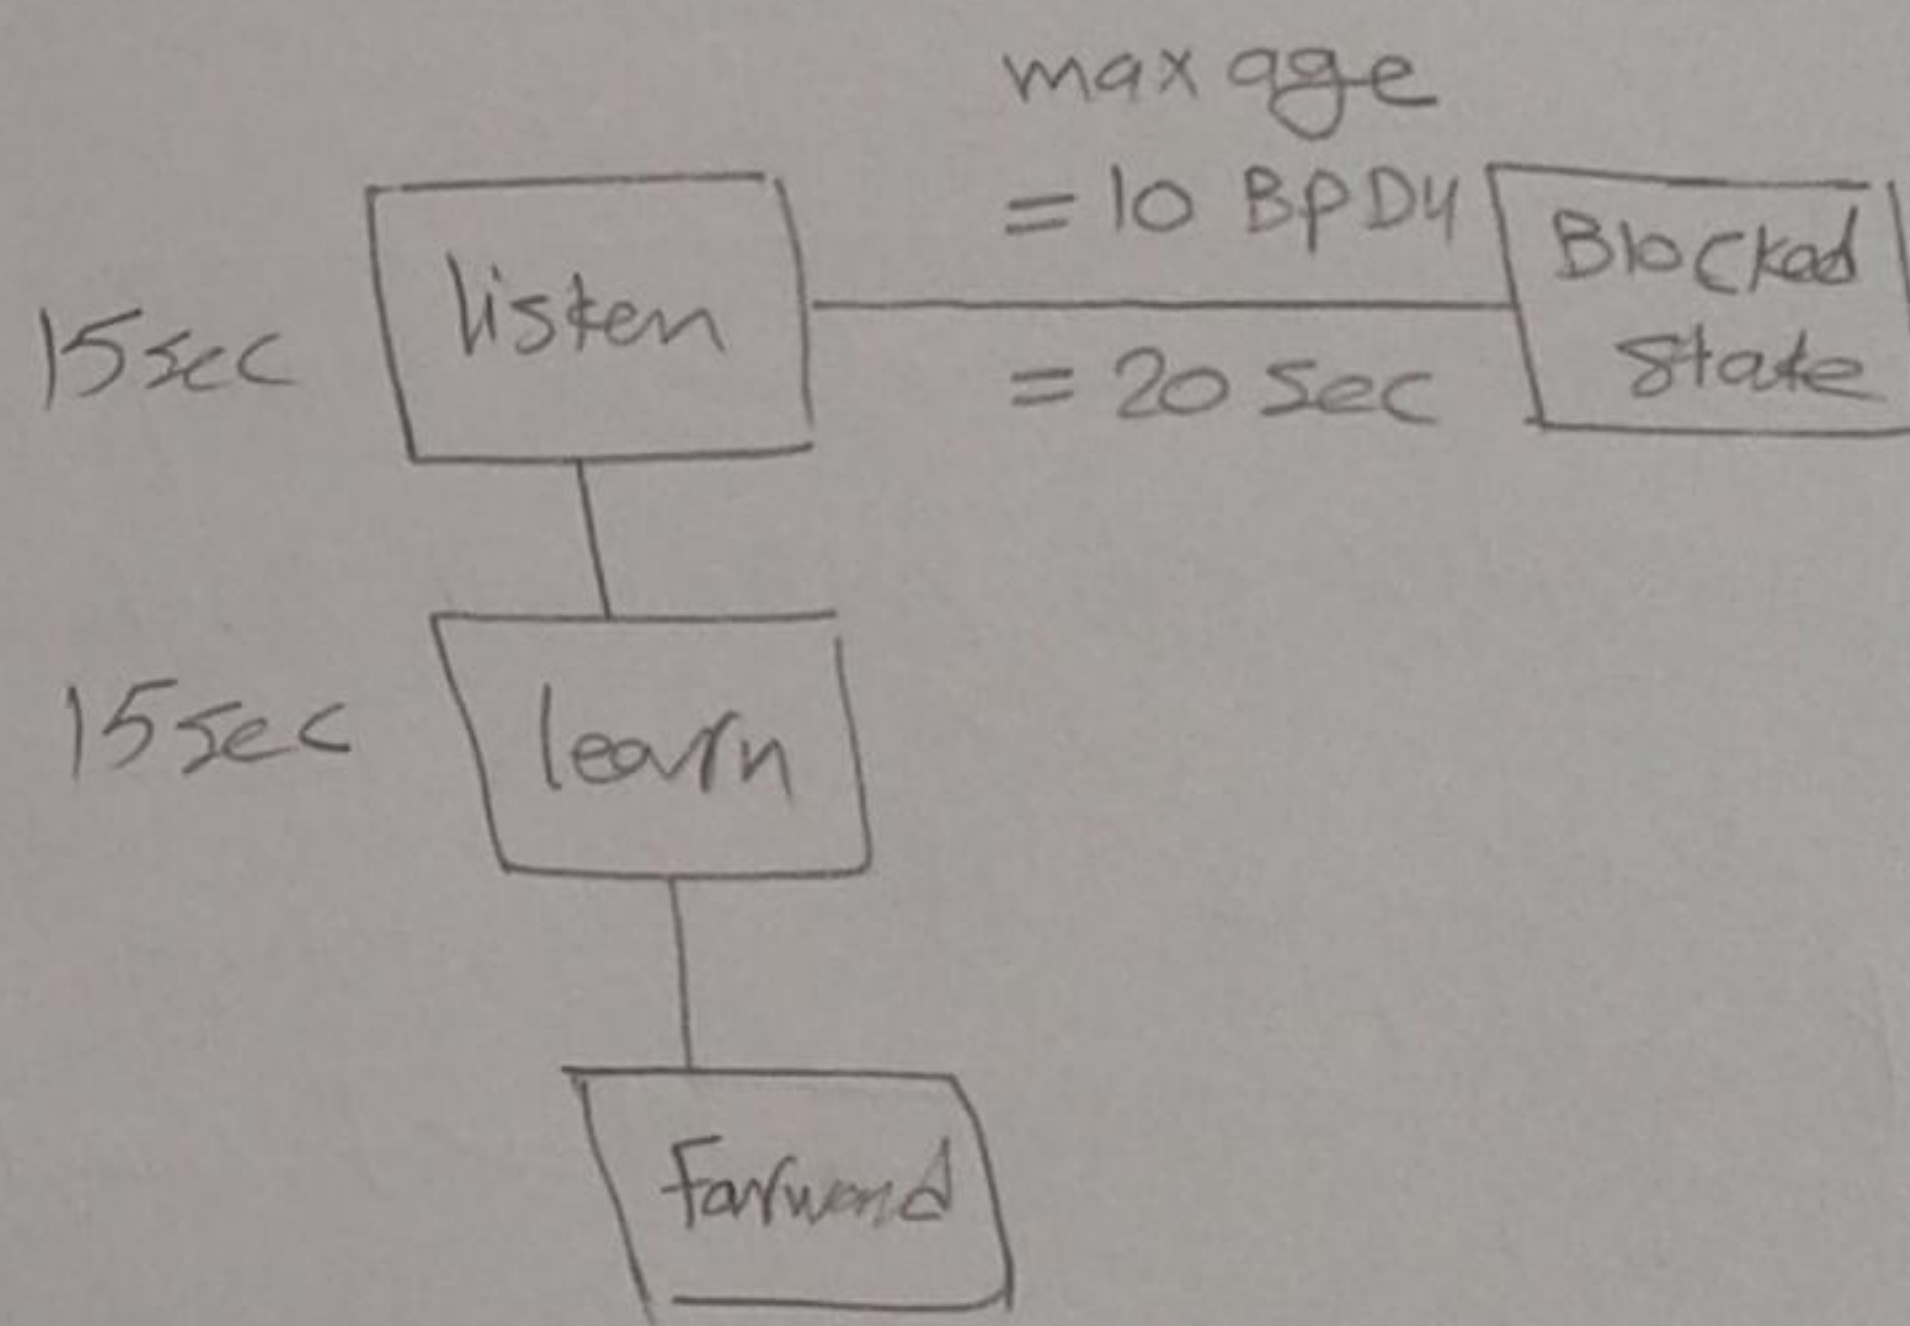 max age
= 10 BPDU
= 20 sec
Blocked
state
15 sec
listen
15 sec
learn
Forward